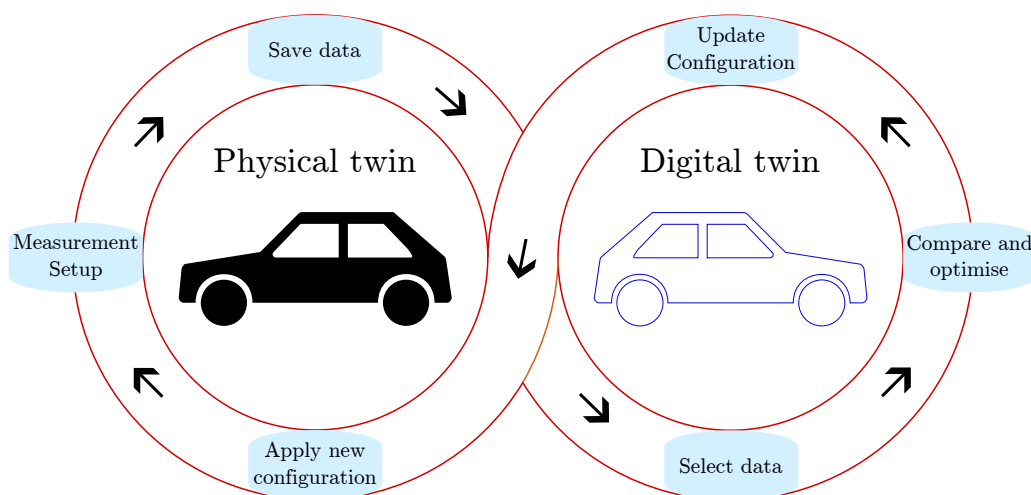 Save data
Update
Configuration
Physical twin
Digital twin
Measurement
Setup
Compare and
optimise
Apply new
configuration
Select data